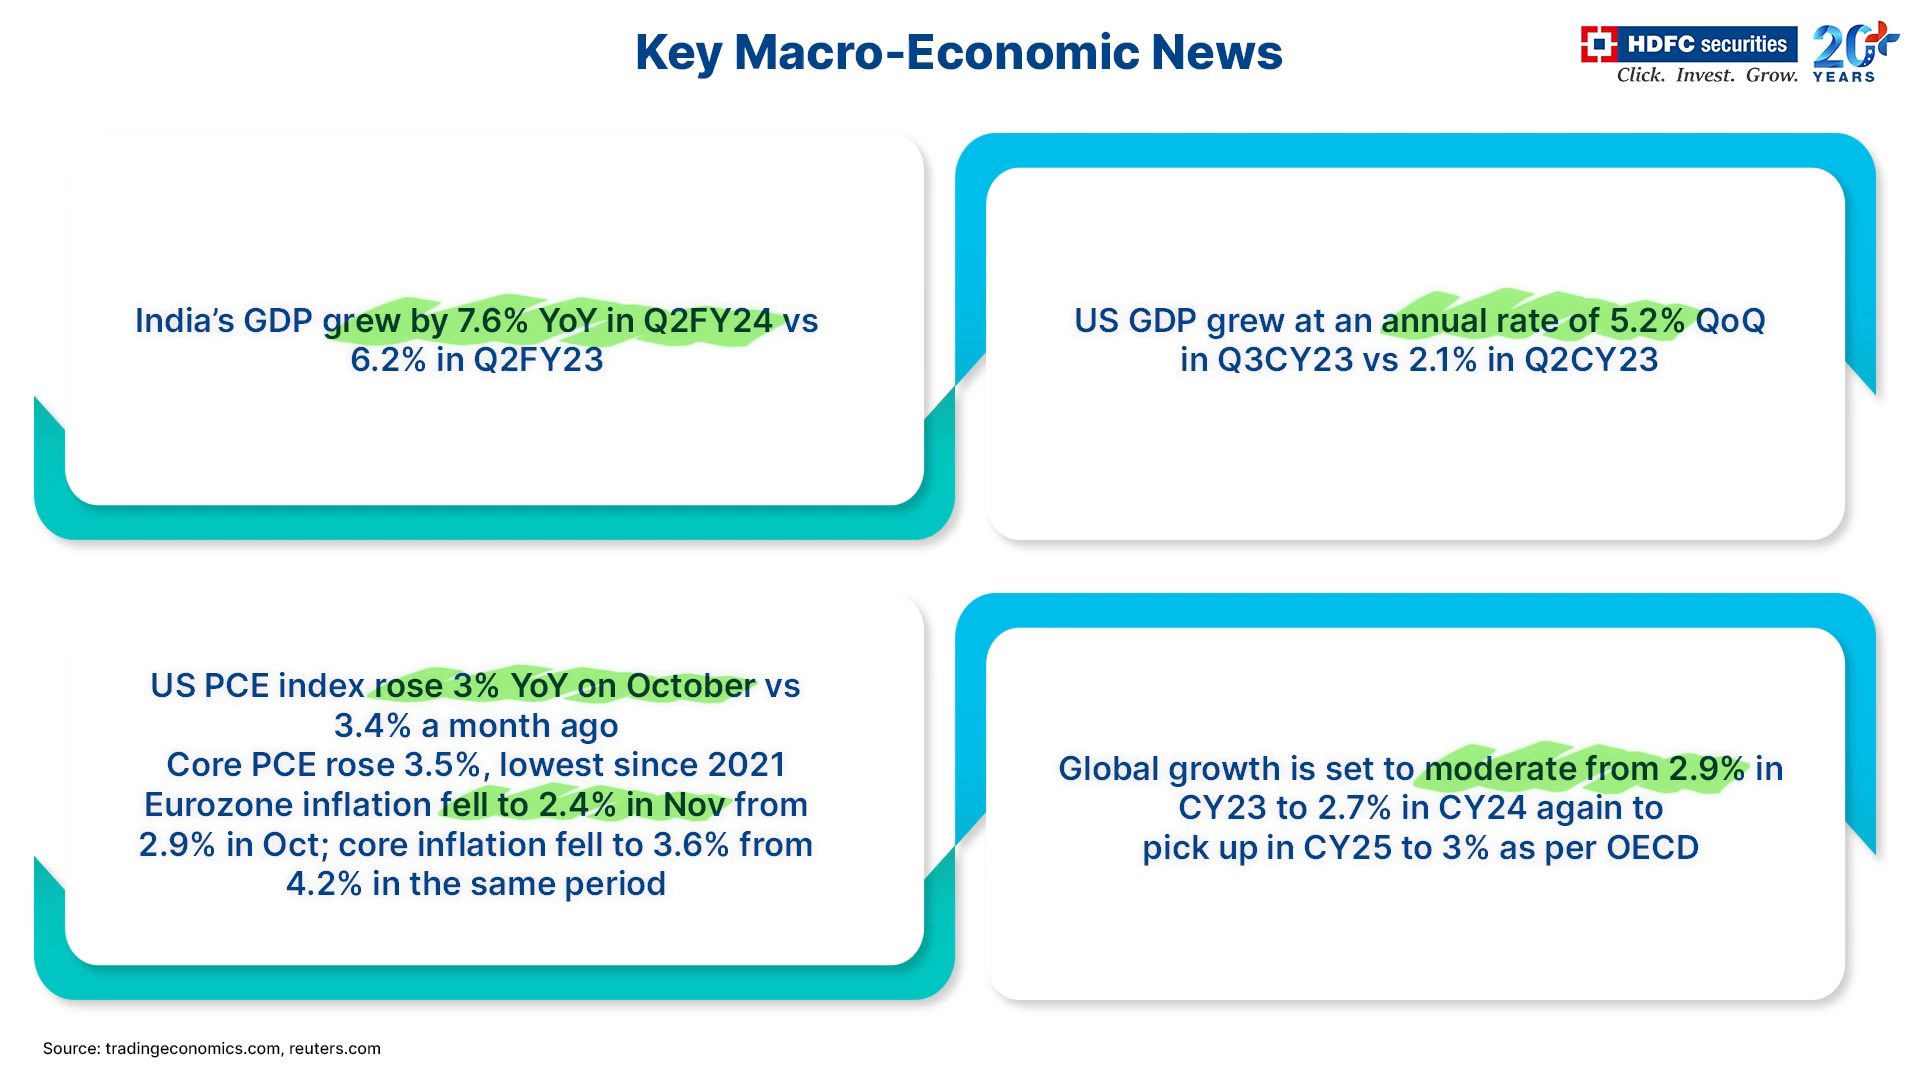 Key Macro-Economic News
HDFC securities
Click. Invest. Grow.
20
YEARS
India’s GDP grew by 7.6% YoY in Q2FY24 vs
6.2% in Q2FY23
US GDP grew at an annual rate of 5.2% QoQ
in Q3CY23 vs 2.1% in Q2CY23
US PCE index rose 3% YoY on October vs
3.4% a month ago
Core PCE rose 3.5%, lowest since 2021
Eurozone inflation fell to 2.4% in Nov from
2.9% in Oct; core inflation fell to 3.6% from
4.2% in the same period
Global growth is set to moderate from 2.9% in
CY23 to 2.7% in CY24 again to
pick up in CY25 to 3% as per OECD
Source: tradingeconomics.com, reuters.com